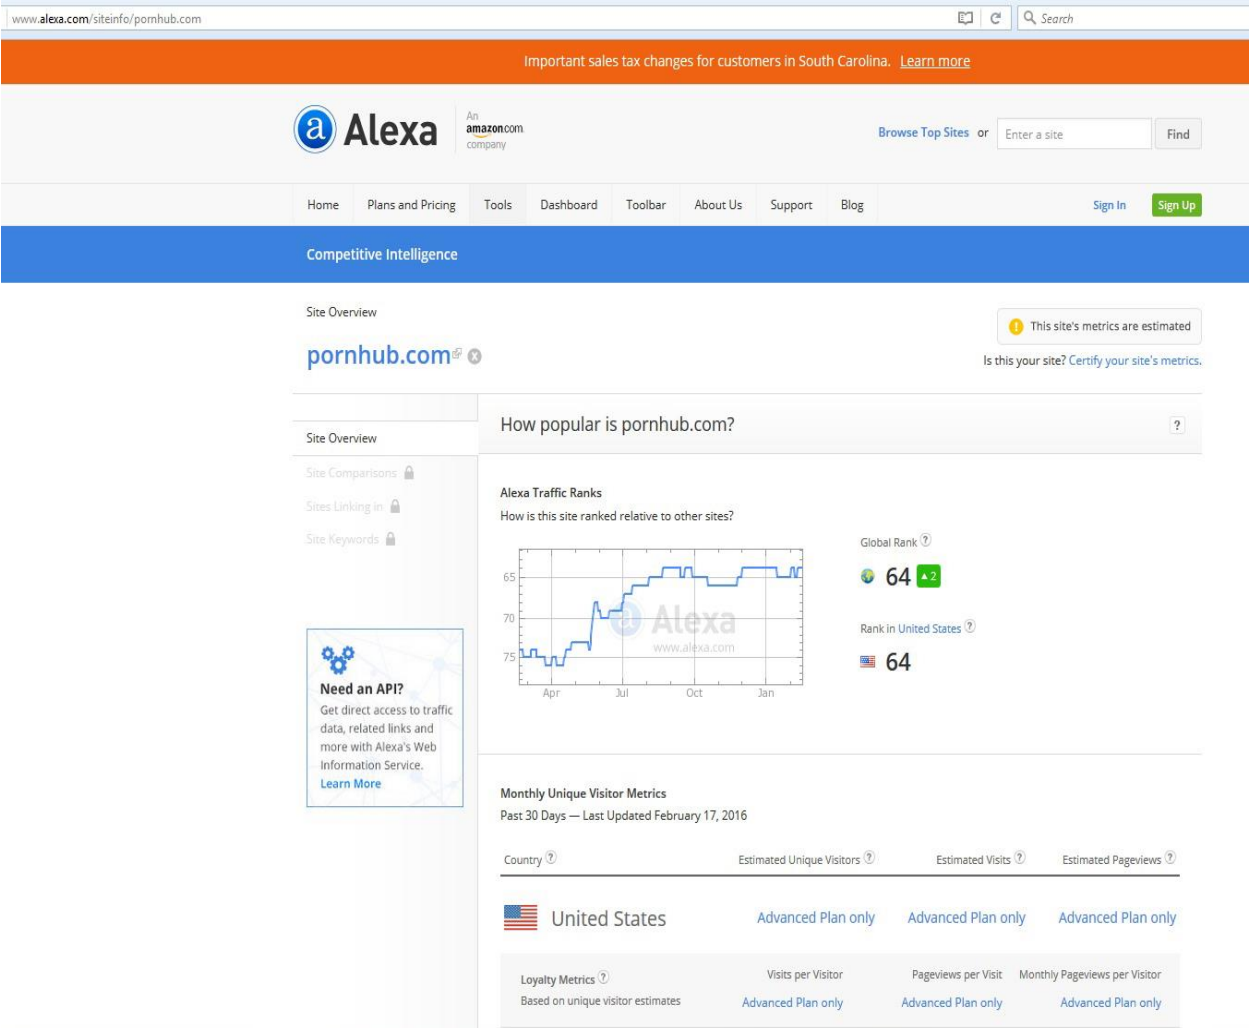 www.alexa.com/siteinfo/pornhub.com
Search
Important sales tax changes for customers in South Carolina. Learn more
a Alexa
An
amazon.com
company
Browse Top Sites or Enter a site Find
Home Plans and Pricing Tools Dashboard Toolbar About Us Support Blog Sign In Sign Up
Competitive Intelligence
Site Overview
This site's metrics are estimated
pornhub.com
Is this your site? Certify your site's metrics.
How popular is pornhub.com? ?
Site Overview
Site Comparisons
Sites Linking in
Site Keywords
Alexa Traffic Ranks
How is this site ranked relative to other sites?
65
70
75
a Alexa
www.alexa.com
Apr Jul Oct Jan
Global Rank ?
64 2
Rank in United States ?
64
Need an API?
Get direct access to traffic
data, related links and
more with Alexa's Web
Information Service.
Learn More
Monthly Unique Visitor Metrics
Past 30 Days — Last Updated February 17, 2016
Country ? Estimated Unique Visitors ? Estimated Visits ? Estimated Pageviews ?
United States Advanced Plan only Advanced Plan only Advanced Plan only
Loyalty Metrics ? Visits per Visitor Pageviews per Visit Monthly Pageviews per Visitor
Based on unique visitor estimates Advanced Plan only Advanced Plan only Advanced Plan only